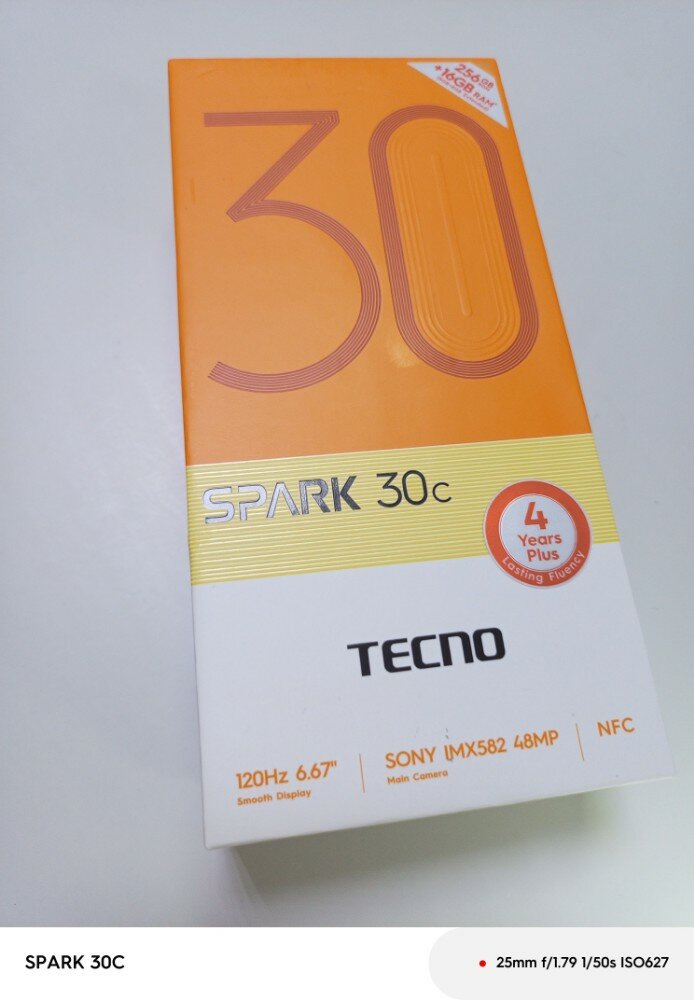 256GB
+16GB RAM*
30
SPARK 30C
4
Years
Plus
Lasting Fluency
TECNO
120Hz 6.67"
Smooth Display
SONY IMX582 48MP
Main Camera
NFC
SPARK 30C
25mm f/1.79 1/50s ISO627